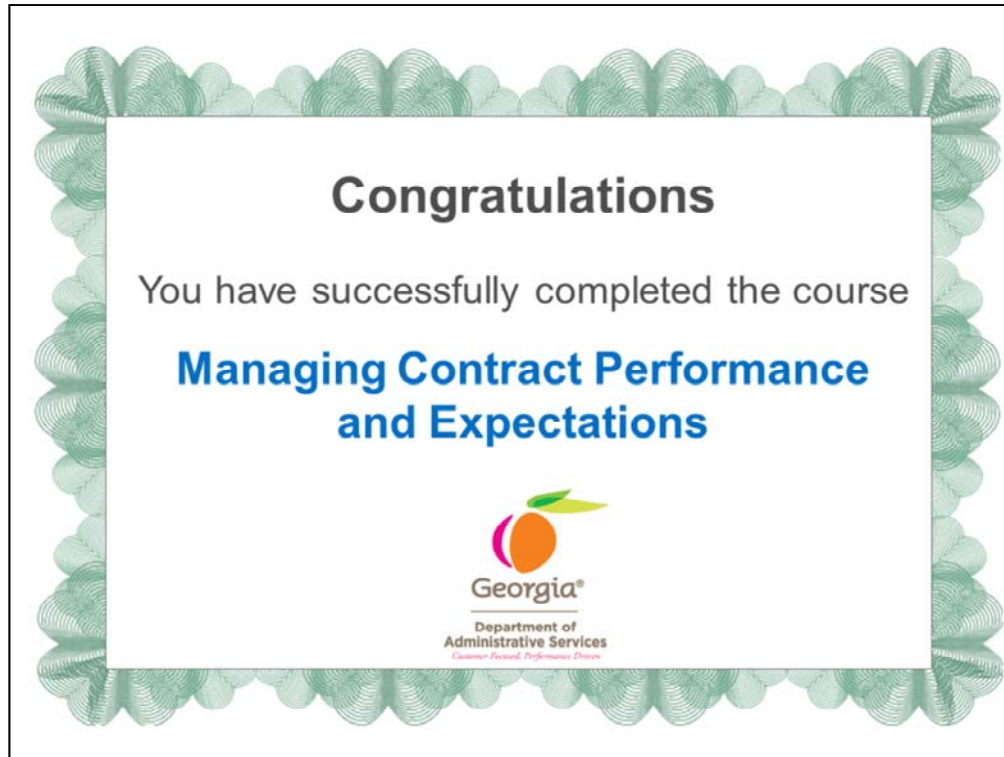 Congratulations
You have successfully completed the course
Managing Contract Performance
and Expectations
Georgia®
Department of
Administrative Services
Customer Focused, Performance Driven